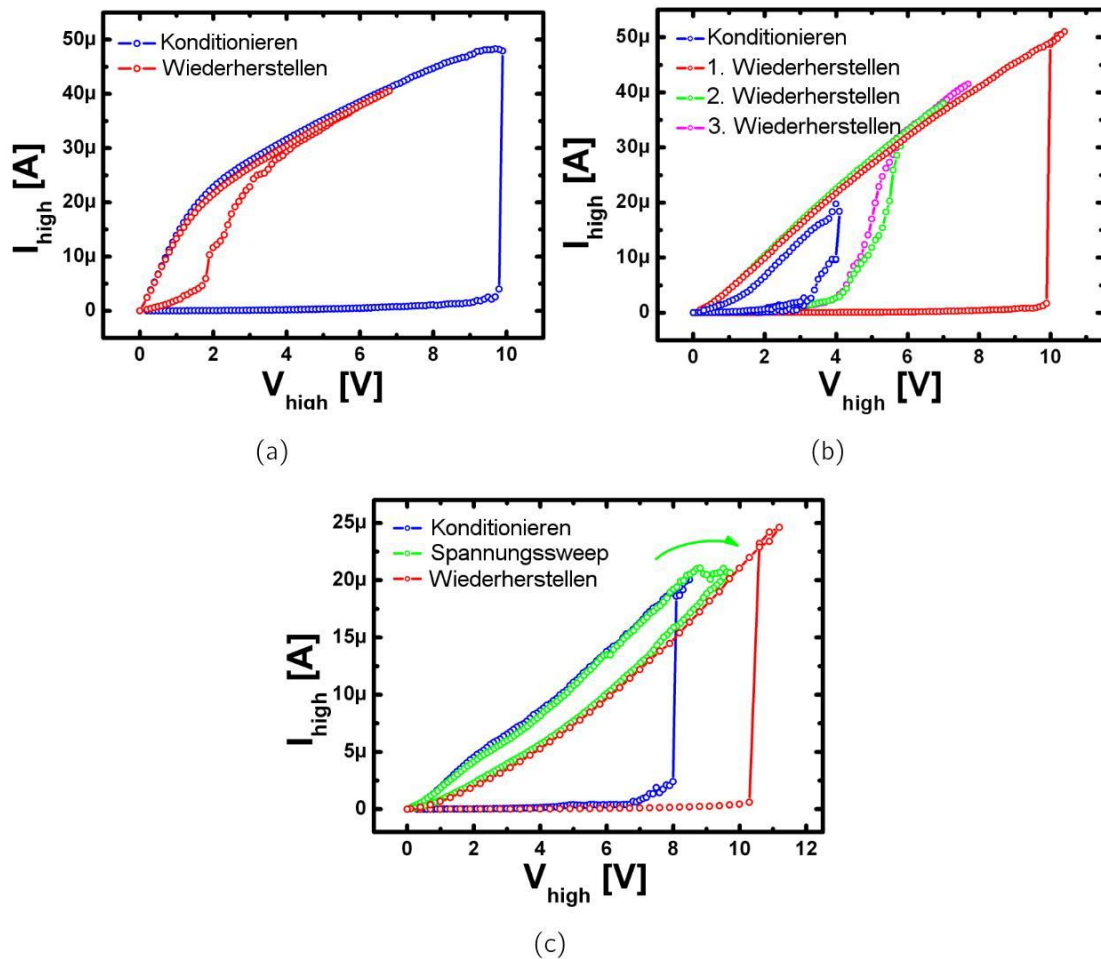 50µ
40µ
30µ
20µ
10µ
0
I_high [A]
Konditionieren
Wiederherstellen
0 2 4 6 8 10
V_high [V]
(a)
50µ
40µ
30µ
20µ
10µ
0
I_high [A]
Konditionieren
1. Wiederherstellen
2. Wiederherstellen
3. Wiederherstellen
0 2 4 6 8 10
V_high [V]
(b)
25µ
20µ
15µ
10µ
5µ
0
I_high [A]
Konditionieren
Spannungssweep
Wiederherstellen
0 2 4 6 8 10 12
V_high [V]
(c)